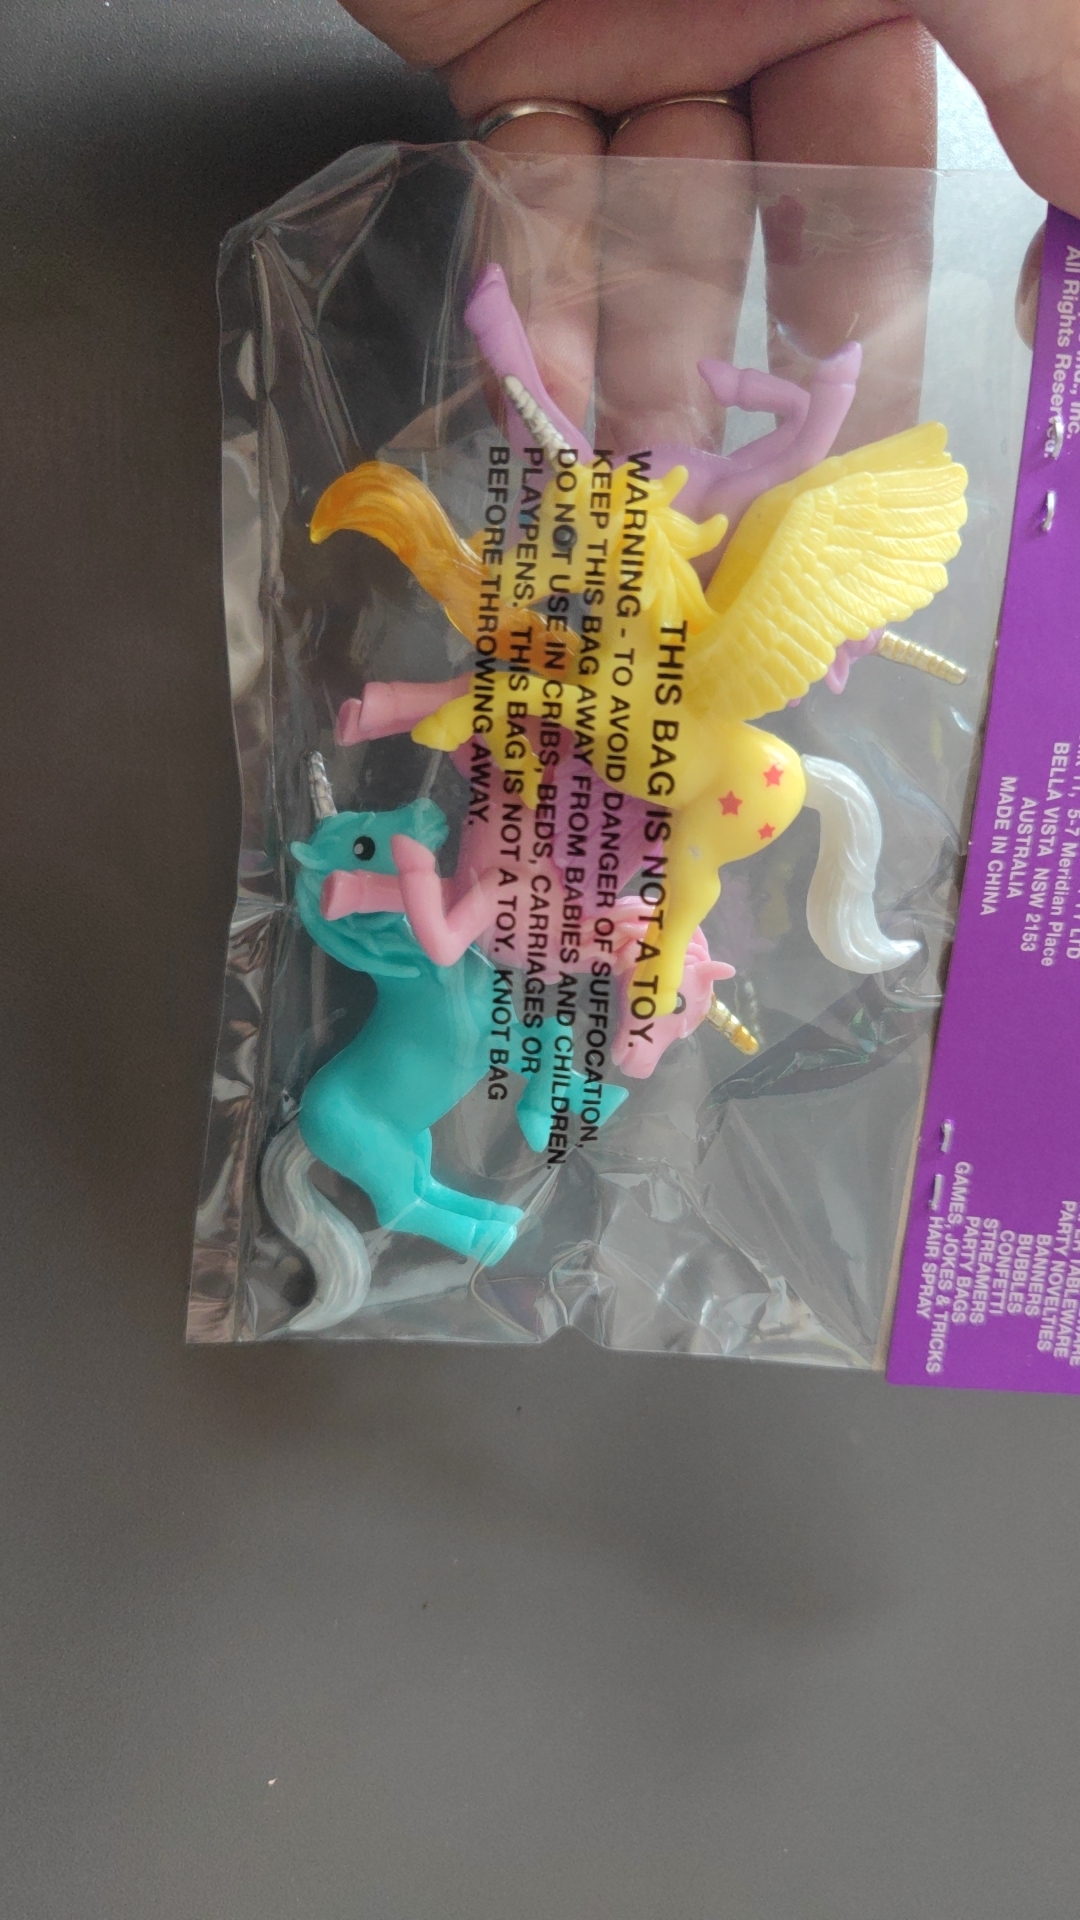 All Rights Reserved.
BELLA VISTA NSW 2153
AUSTRALIA
MADE IN CHINA
PARTY NOVELTIES
BANNERS
BUBBLES
CONFETTI
STREAMERS
PARTY BAGS
GAMES, JOKES & TRICKS
HAIR SPRAY
THIS BAG IS NOT A TOY.
WARNING - TO AVOID DANGER OF SUFFOCATION,
KEEP THIS BAG AWAY FROM BABIES AND CHILDREN.
DO NOT USE IN CRIBS, BEDS, CARRIAGES OR
PLAYPENS. THIS BAG IS NOT A TOY. KNOT BAG
BEFORE THROWING AWAY.